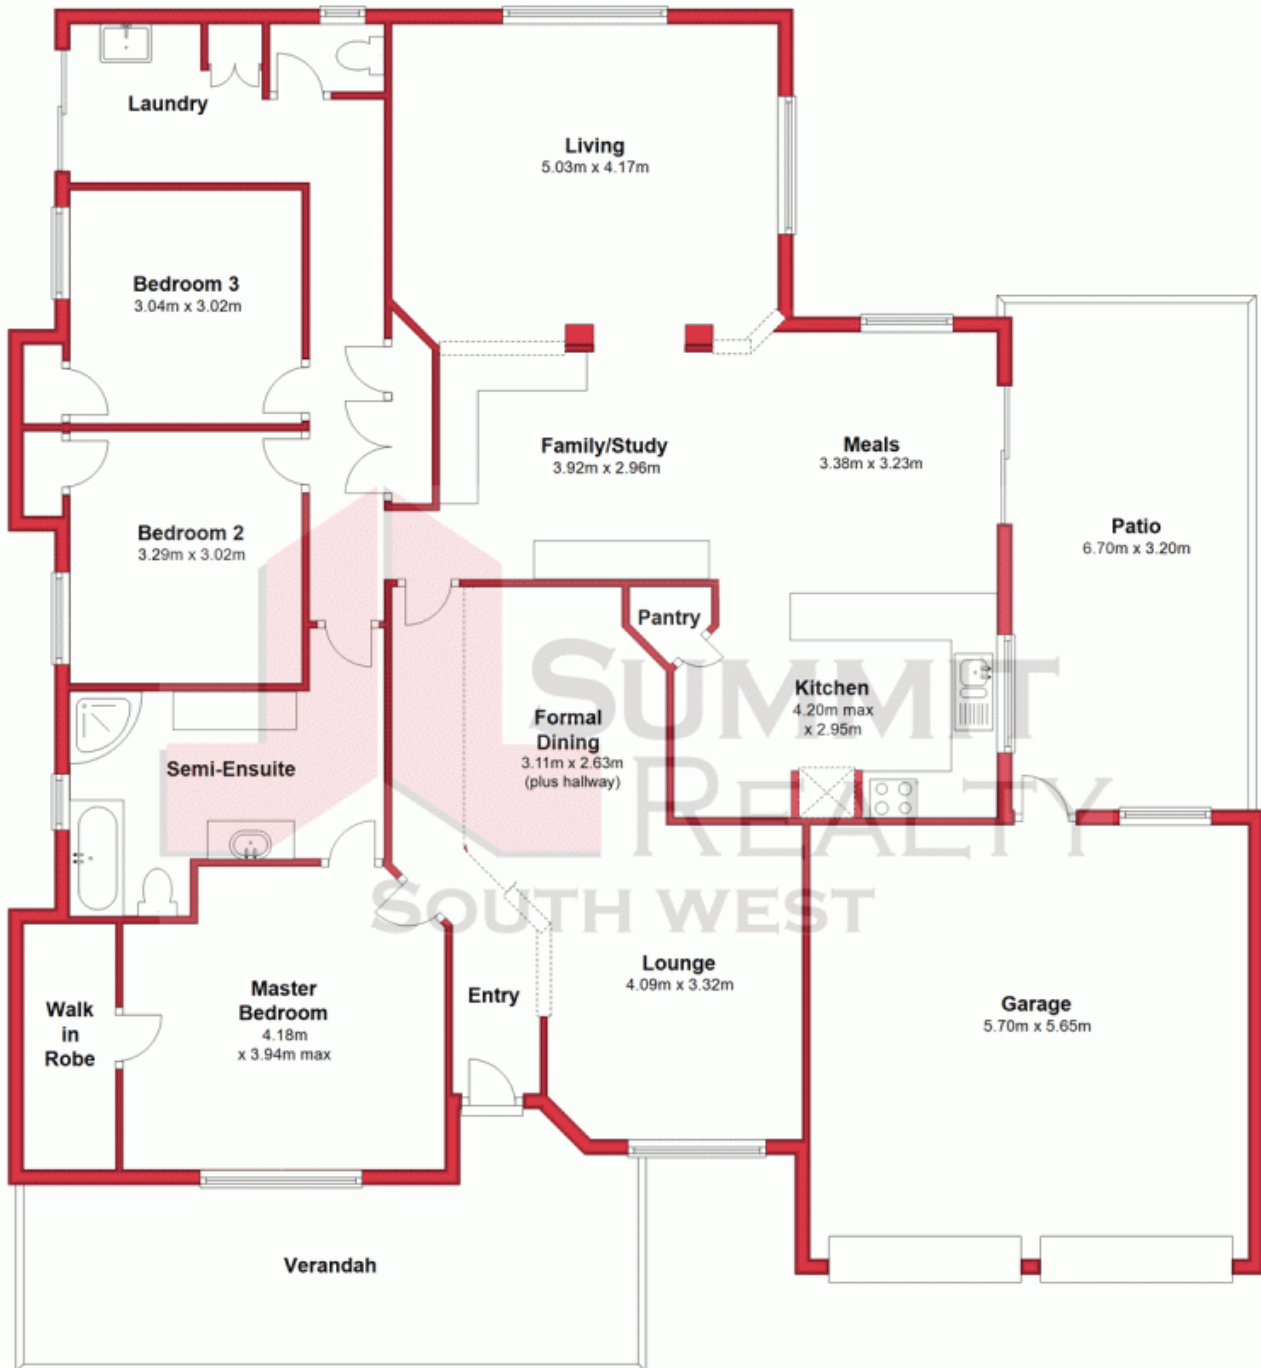 Laundry
Living
5.03m x 4.17m
Bedroom 3
3.04m x 3.02m
Family/Study
3.92m x 2.96m
Meals
3.38m x 3.23m
Bedroom 2
3.29m x 3.02m
Patio
6.70m x 3.20m
Pantry
Kitchen
4.20m max
x 2.95m
Formal
Dining
3.11m x 2.63m
(plus hallway)
Semi-Ensuite
SUMMIT
REALTY
SOUTH WEST
Lounge
4.09m x 3.32m
Master
Bedroom
4.18m
x 3.94m max
Entry
Walk
in
Robe
Garage
5.70m x 5.65m
Verandah